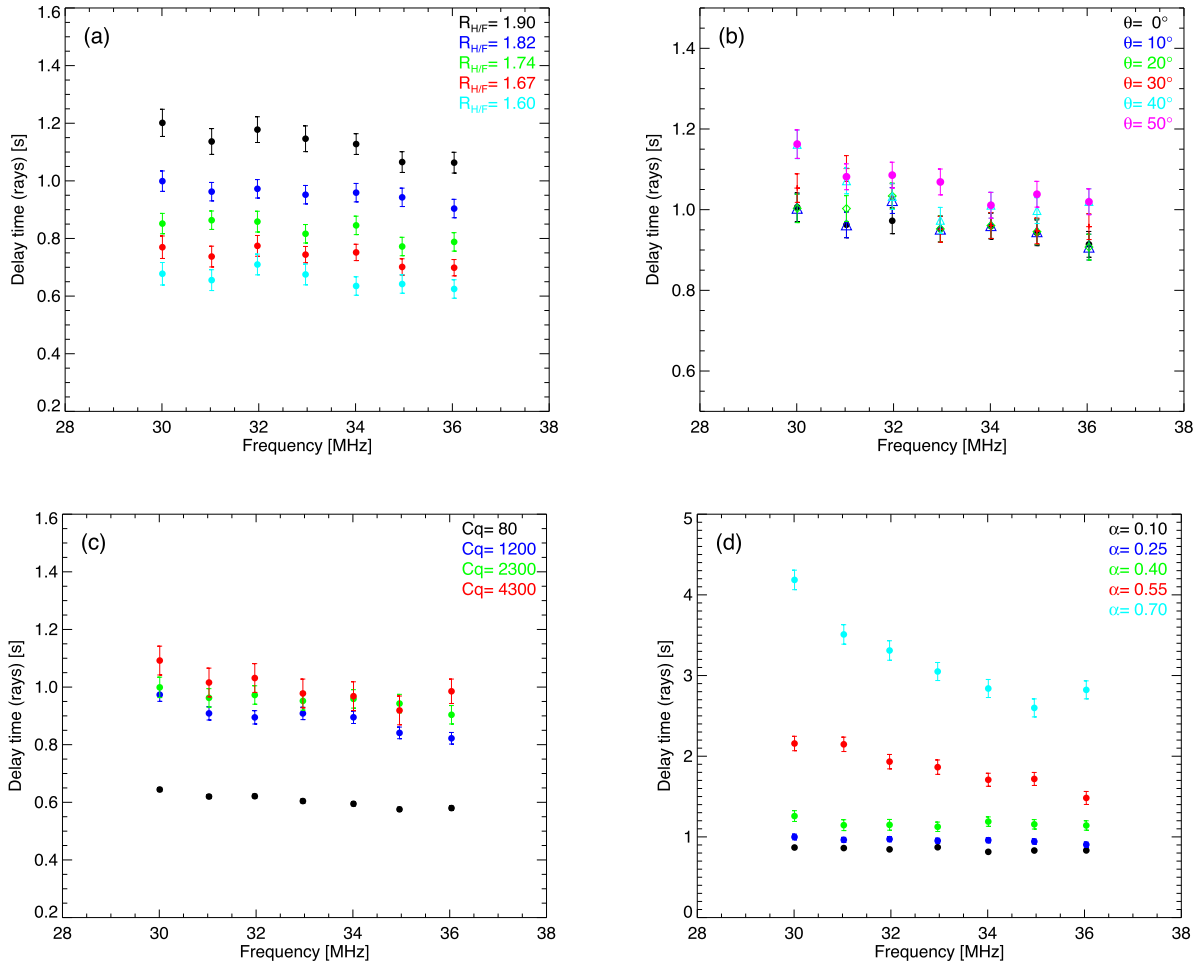 (a)
R_H/F= 1.90
R_H/F= 1.82
R_H/F= 1.74
R_H/F= 1.67
R_H/F= 1.60
1.6
1.4
1.2
1.0
0.8
0.6
0.4
0.2
Delay time (rays) [s]
28 30 32 34 36 38
Frequency [MHz]
(b)
θ= 0°
θ= 10°
θ= 20°
θ= 30°
θ= 40°
θ= 50°
1.4
1.2
1.0
0.8
0.6
Delay time (rays) [s]
28 30 32 34 36 38
Frequency [MHz]
(c)
Cq= 80
Cq= 1200
Cq= 2300
Cq= 4300
1.6
1.4
1.2
1.0
0.8
0.6
0.4
0.2
Delay time (rays) [s]
28 30 32 34 36 38
Frequency [MHz]
(d)
α= 0.10
α= 0.25
α= 0.40
α= 0.55
α= 0.70
5
4
3
2
1
0
Delay time (rays) [s]
28 30 32 34 36 38
Frequency [MHz]